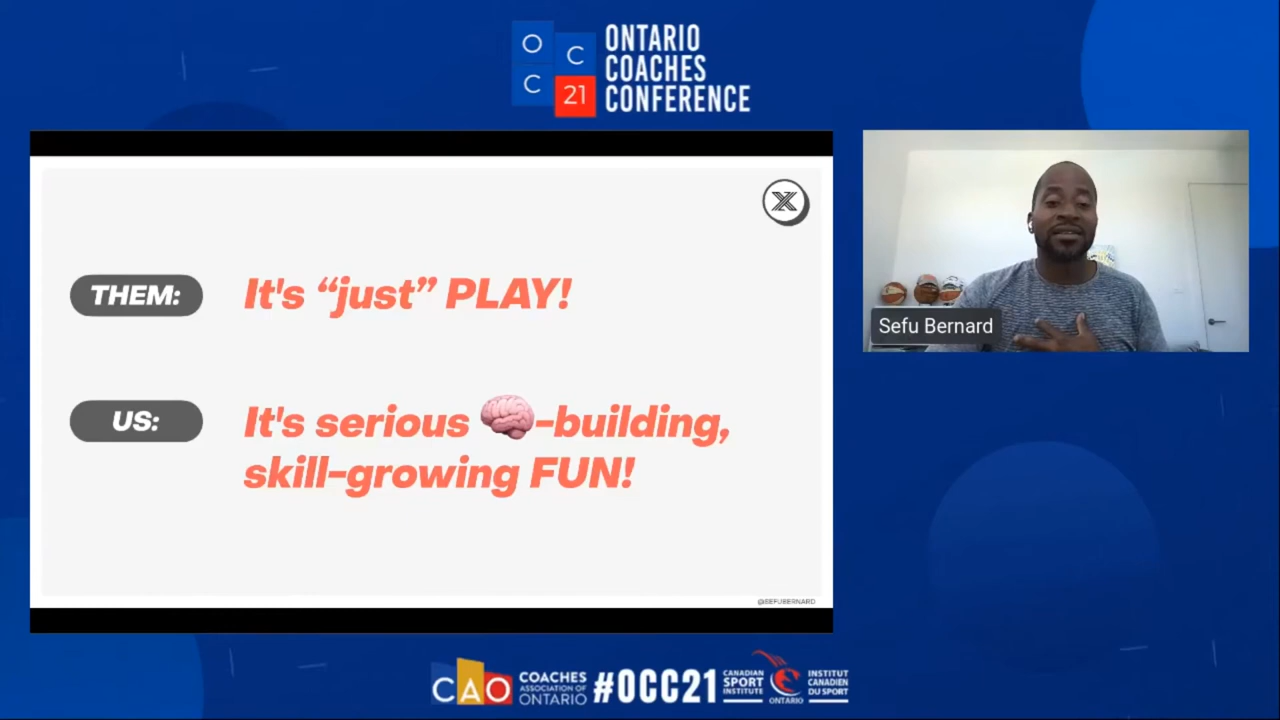 O
C
C
21
ONTARIO
COACHES
CONFERENCE
THEM:
It's “just” PLAY!
US:
It's serious 🧠-building,
skill-growing FUN!
@SEFUBERNARD
Sefu Bernard
CAO
COACHES
ASSOCIATION OF
ONTARIO
#OCC21
CANADIAN
SPORT
INSTITUTE
ONTARIO
INSTITUT
CANADIEN
DU SPORT